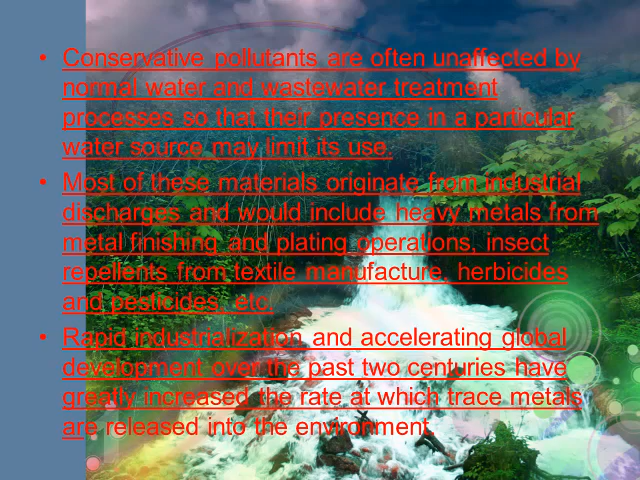 • Conservative pollutants are often unaffected by
normal water and wastewater treatment
processes so that their presence in a particular
water source may limit its use.
• Most of these materials originate from industrial
discharges and would include heavy metals from
metal finishing and plating operations, insect
repellents from textile manufacture, herbicides
and pesticides, etc.
• Rapid industrialization and accelerating global
development over the past two centuries have
greatly increased the rate at which trace metals
are released into the environment